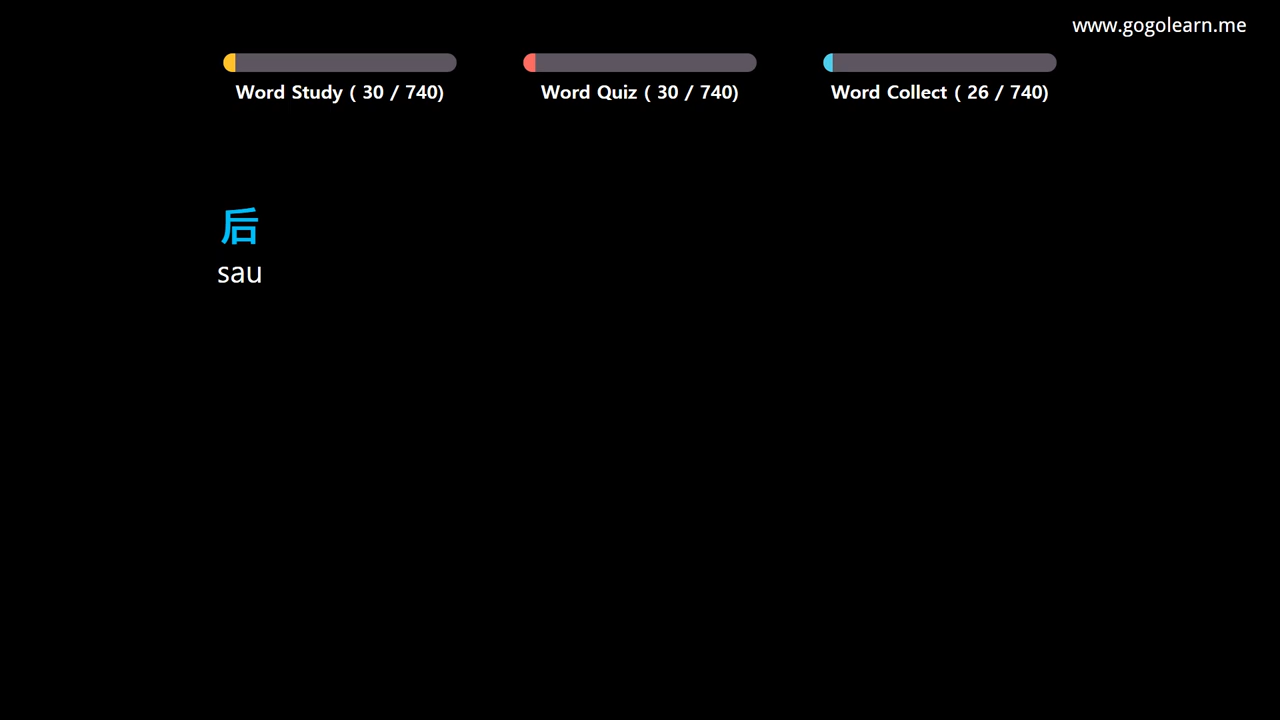 www.gogolearn.me
Word Study ( 30 / 740)
Word Quiz ( 30 / 740)
Word Collect ( 26 / 740)
后
sau